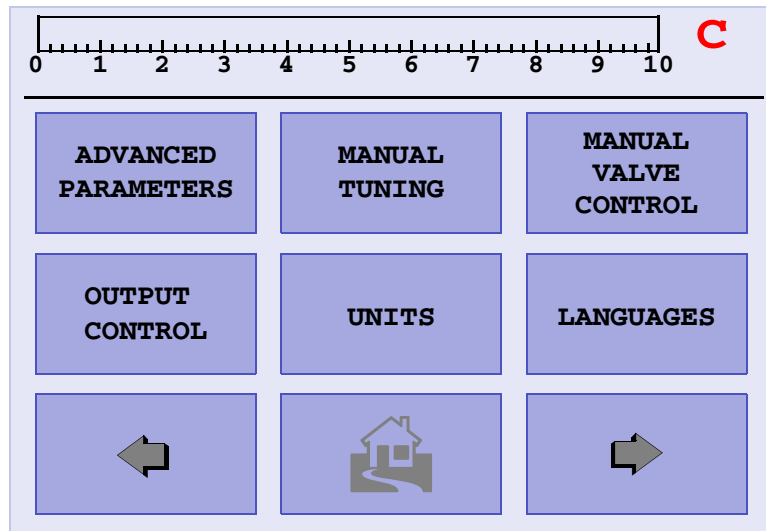 C
0 1 2 3 4 5 6 7 8 9 10
ADVANCED
PARAMETERS
MANUAL
TUNING
MANUAL
VALVE
CONTROL
OUTPUT
CONTROL
UNITS
LANGUAGES